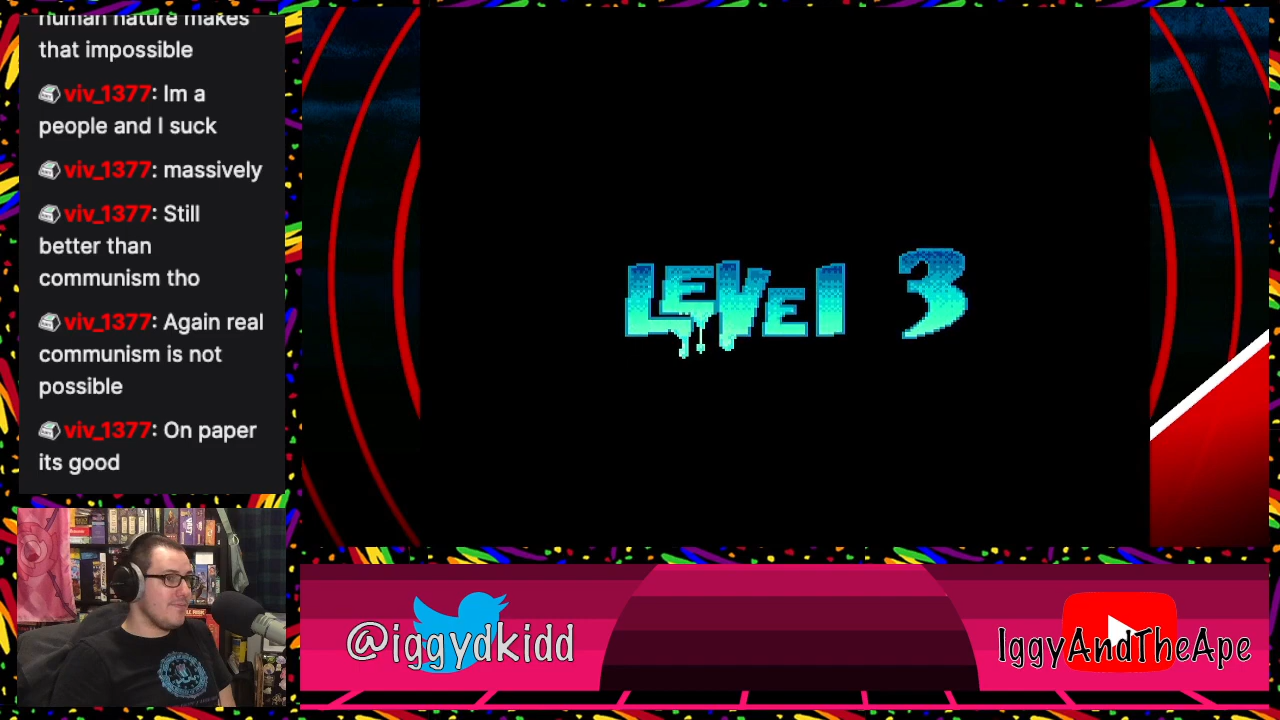 human nature makes
that impossible
viv_1377: Im a
people and I suck
viv_1377: massively
viv_1377: Still
better than
communism tho
viv_1377: Again real
communism is not
possible
viv_1377: On paper
its good
LEVEl 3
@iggydkidd
IggyAndTheApe